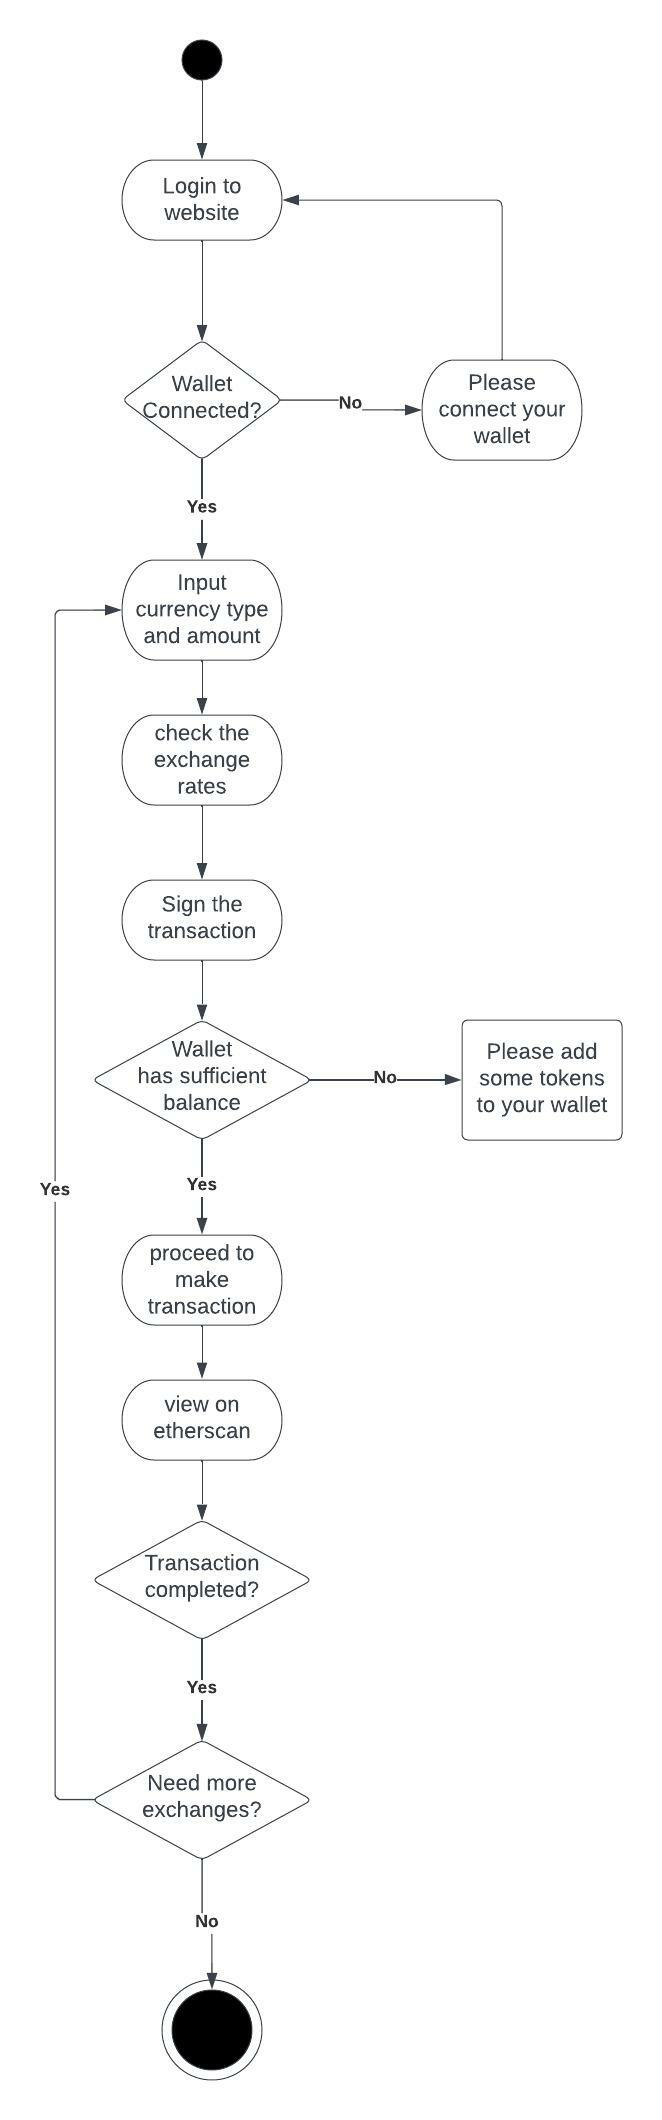 Login to
website
Wallet
Connected?
No
Please
connect your
wallet
Yes
Input
currency type
and amount
check the
exchange
rates
Sign the
transaction
Wallet
has sufficient
balance
No
Please add
some tokens
to your wallet
Yes
Yes
proceed to
make
transaction
view on
etherscan
Transaction
completed?
Yes
Need more
exchanges?
No